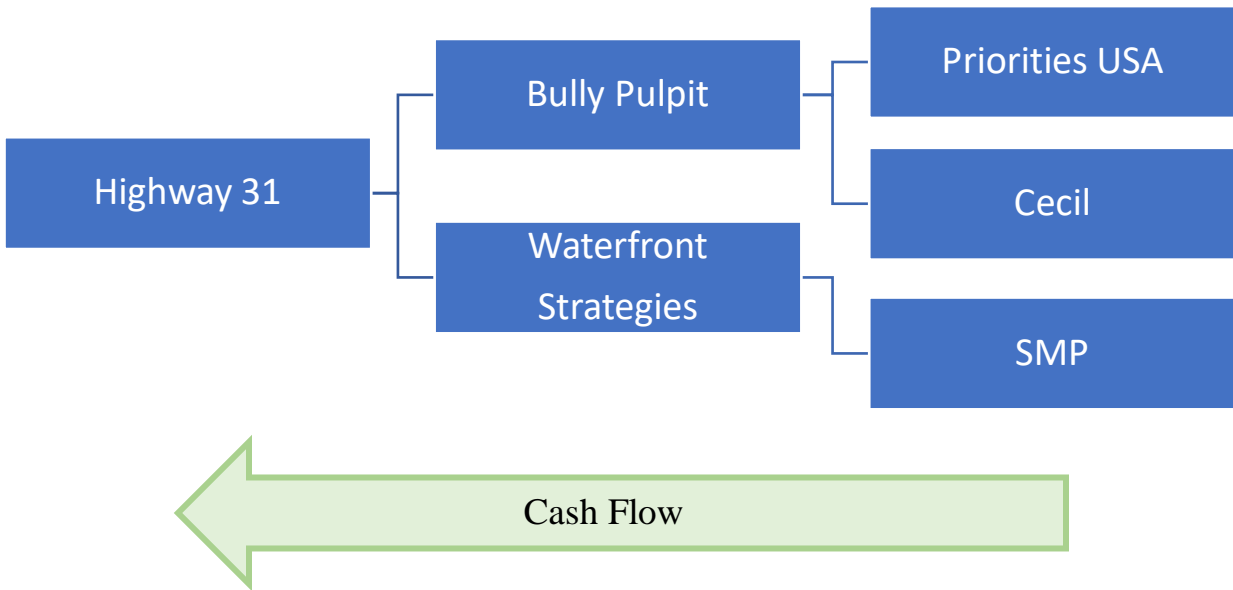 Highway 31
Bully Pulpit
Waterfront
Strategies
Priorities USA
Cecil
SMP
Cash Flow